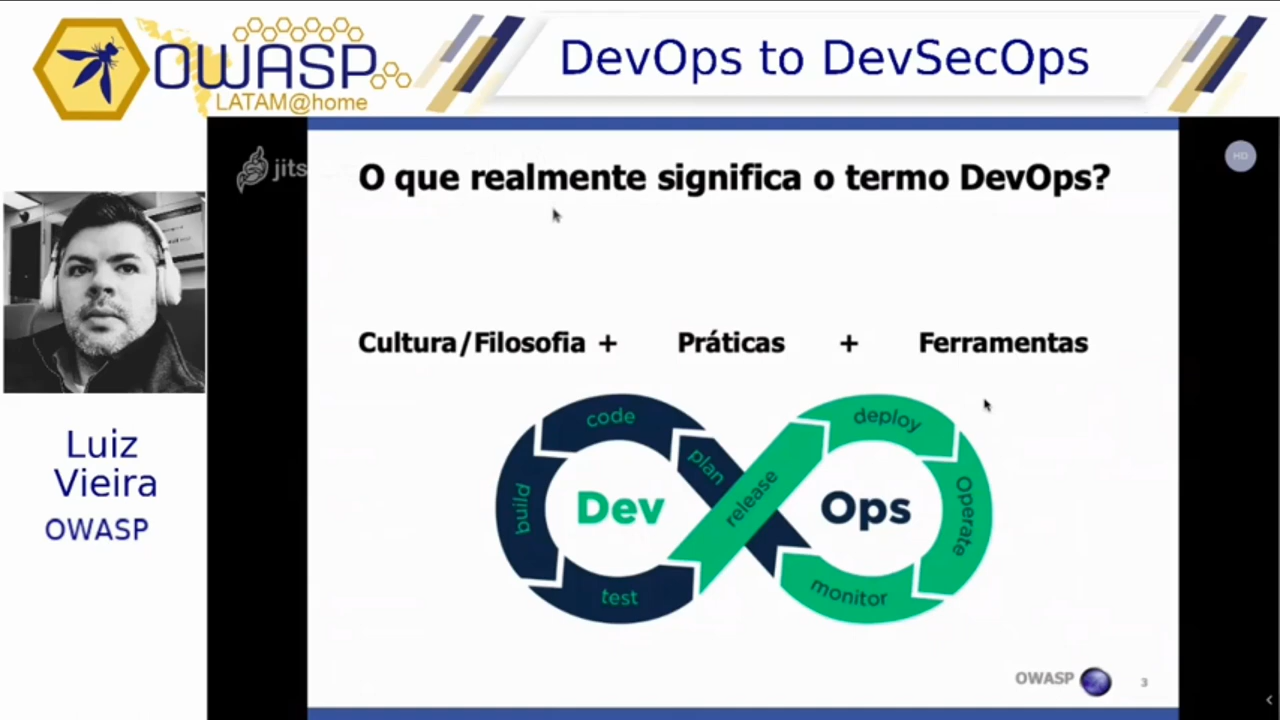 OWASP
LATAM@home
DevOps to DevSecOps
jits
HD
O que realmente significa o termo DevOps?
Cultura/Filosofia + Práticas + Ferramentas
code
plan
build
test
Dev
release
deploy
Operate
monitor
Ops
Luiz
Vieira
OWASP
OWASP
3